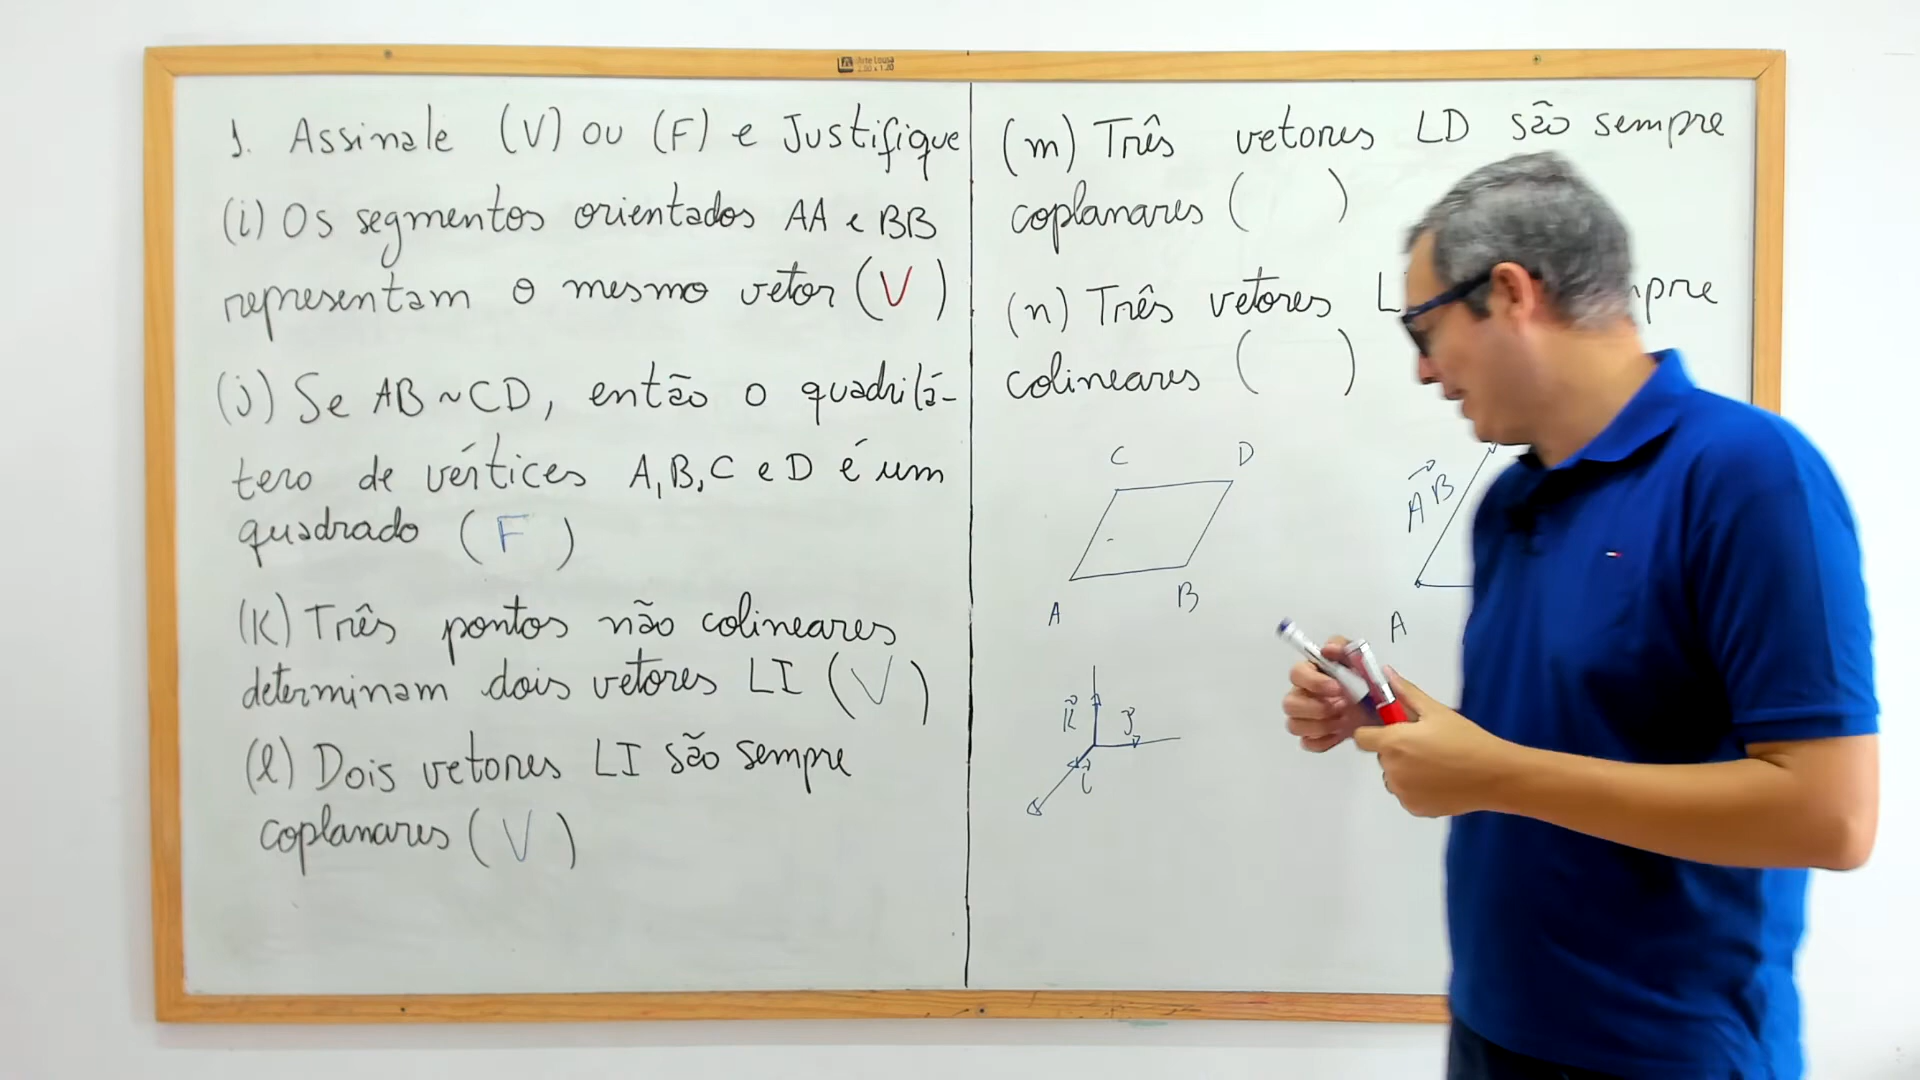 Arte Lousa
1. Assinale (V) ou (F) e Justifique
(i) Os segmentos orientados AA e BB
representam o mesmo vetor (V)
(j) Se AB ~ CD, então o quadrilá-
tero de vértices A, B, C e D é um
quadrado (F)
(K) Três pontos não colineares
determinam dois vetores LI (V)
(l) Dois vetores LI são sempre
coplanares (V)
(m) Três vetores LD são sempre
coplanares ( )
(n) Três vetores
colineares ( )
C D
A B
AB
A
K J
i